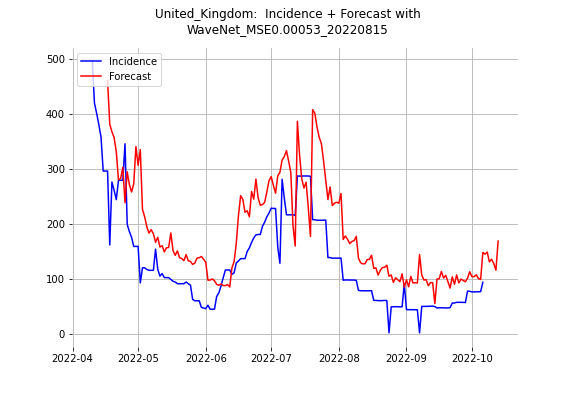 United_Kingdom:  Incidence + Forecast with
WaveNet_MSE0.00053_20220815
500
400
300
200
100
0
Incidence
Forecast
2022-04 2022-05 2022-06 2022-07 2022-08 2022-09 2022-10